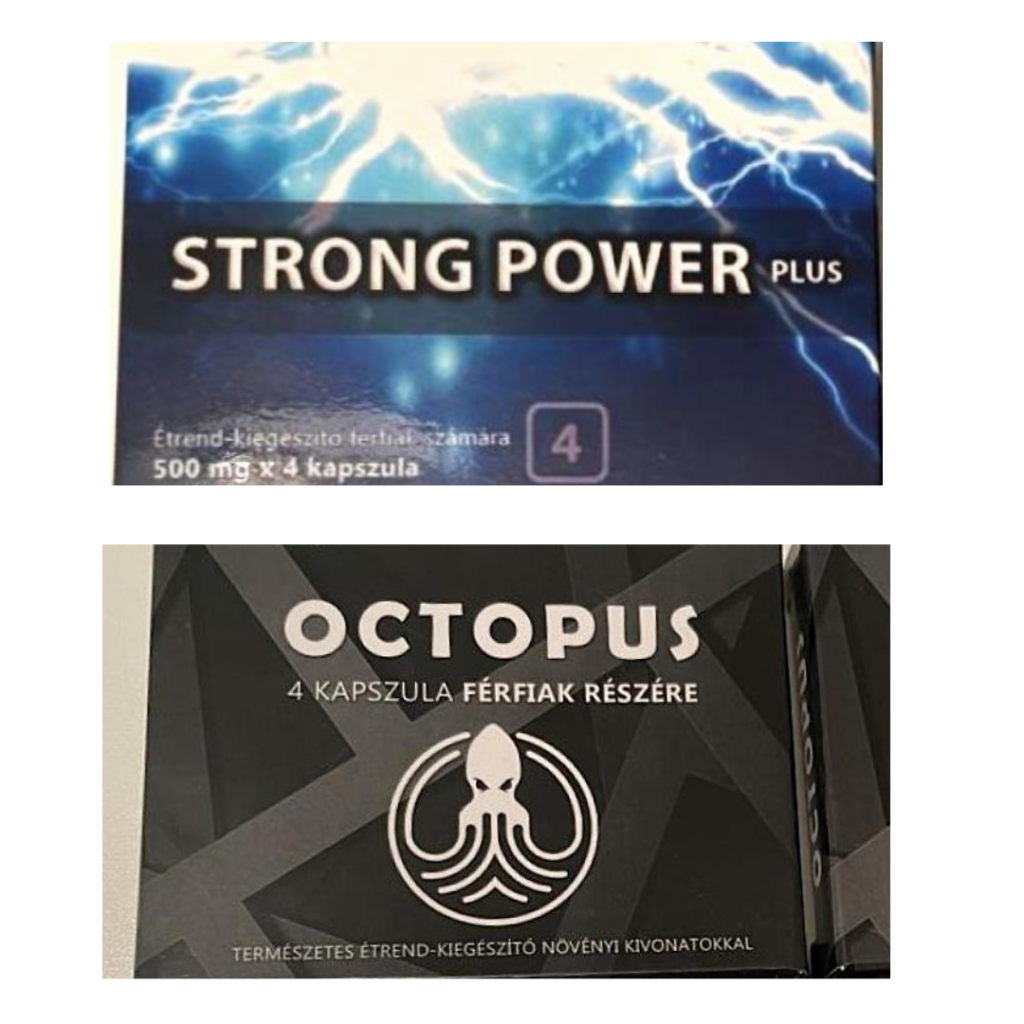 STRONG POWER PLUS
Étrend-kiegészítő férfiak számára
4
500 mg x 4 kapszula
OCTOPUS
4 KAPSZULA FÉRFIAK RÉSZÉRE
TERMÉSZETES ÉTREND-KIEGÉSZÍTŐ NÖVÉNYI KIVONATOKKAL
OCTOPUS